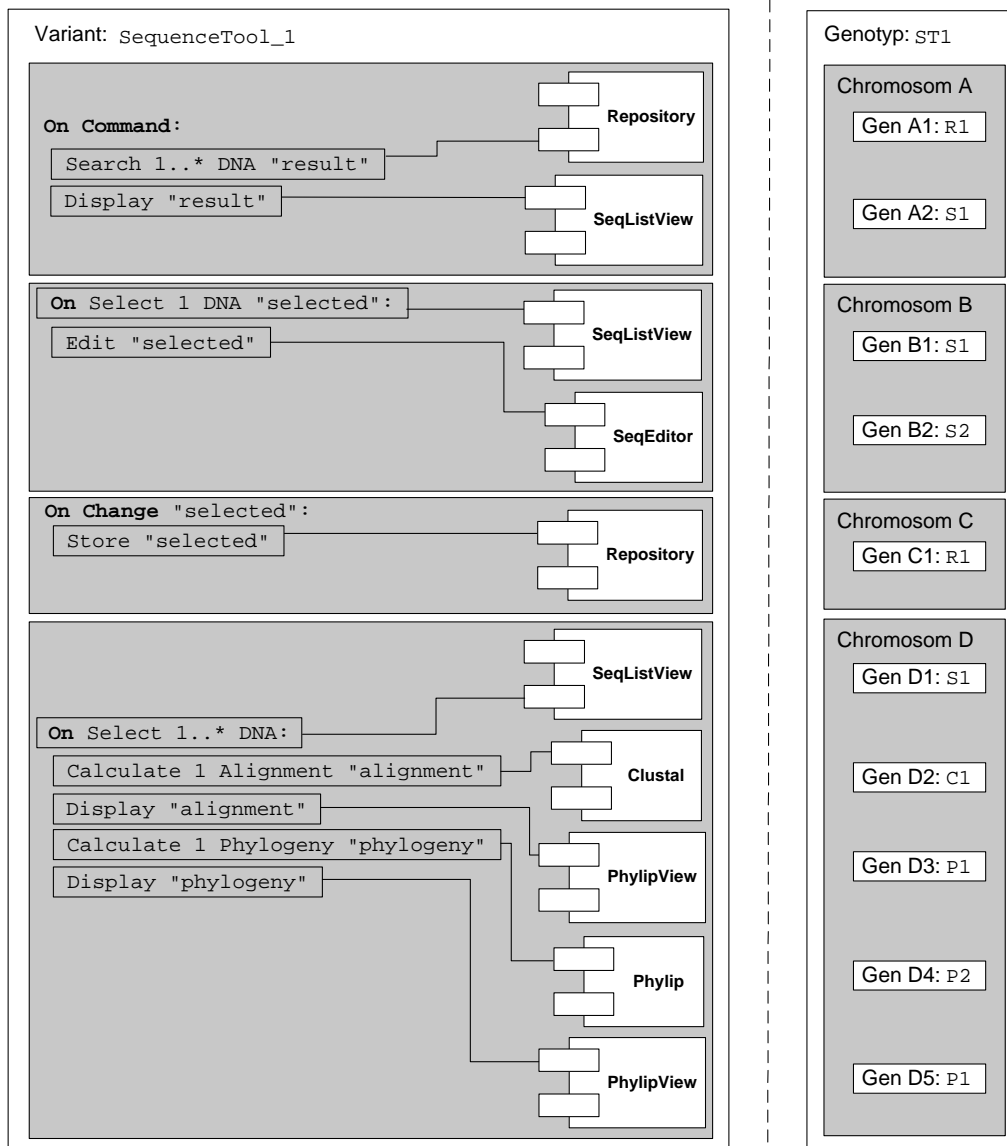 Variant: SequenceTool_1
On Command:
Search 1..* DNA "result"
Display "result"
Repository
SeqListView
On Select 1 DNA "selected":
Edit "selected"
SeqListView
SeqEditor
On Change "selected":
Store "selected"
Repository
SeqListView
On Select 1..* DNA:
Calculate 1 Alignment "alignment"
Display "alignment"
Calculate 1 Phylogeny "phylogeny"
Display "phylogeny"
Clustal
PhylipView
Phylip
PhylipView
Genotyp: ST1
Chromosom A
Gen A1: R1
Gen A2: S1
Chromosom B
Gen B1: S1
Gen B2: S2
Chromosom C
Gen C1: R1
Chromosom D
Gen D1: S1
Gen D2: C1
Gen D3: P1
Gen D4: P2
Gen D5: P1